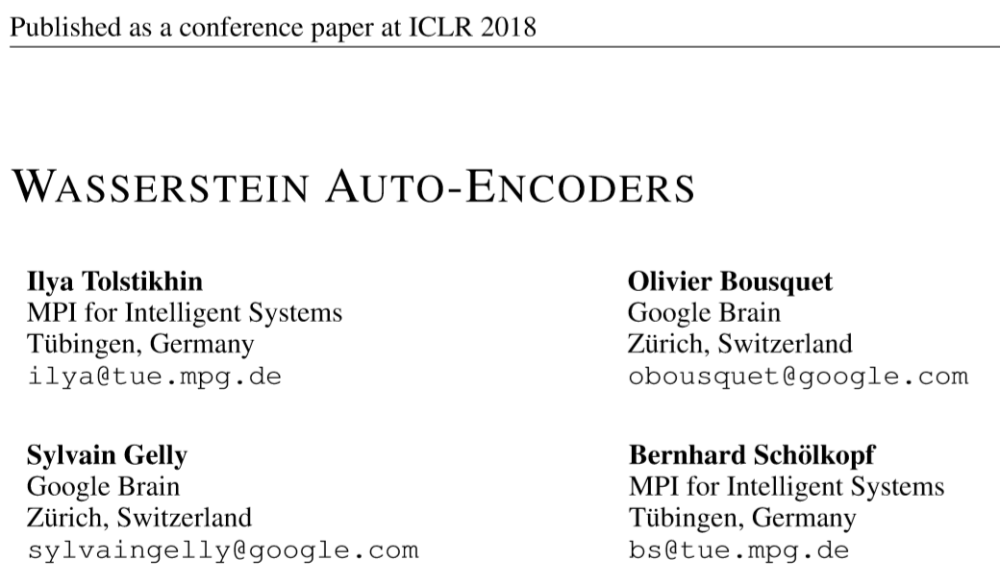 Published as a conference paper at ICLR 2018
WASSERSTEIN AUTO-ENCODERS
Ilya Tolstikhin
MPI for Intelligent Systems
Tübingen, Germany
ilya@tue.mpg.de
Olivier Bousquet
Google Brain
Zürich, Switzerland
obousquet@google.com
Sylvain Gelly
Google Brain
Zürich, Switzerland
sylvaingelly@google.com
Bernhard Schölkopf
MPI for Intelligent Systems
Tübingen, Germany
bs@tue.mpg.de